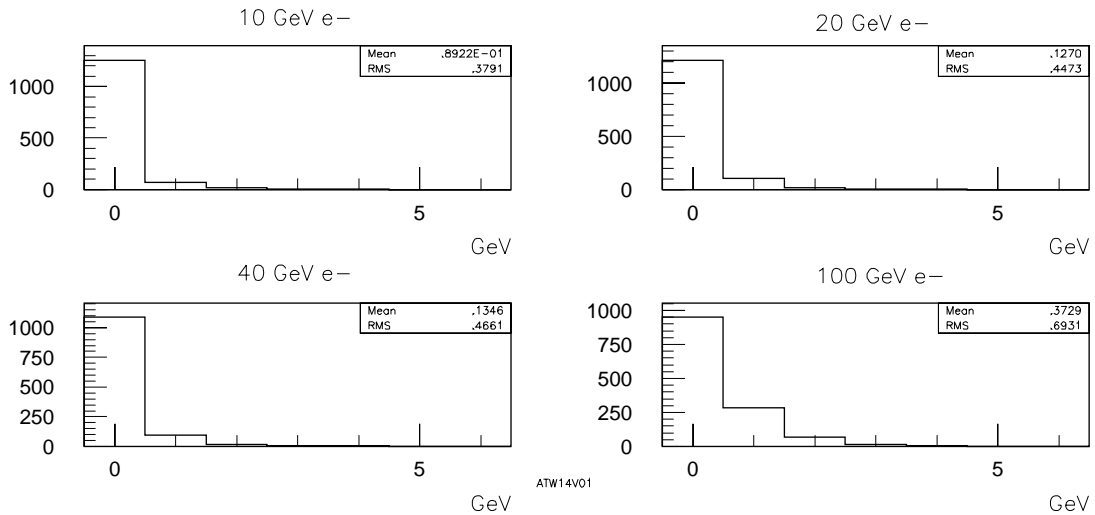 10 GeV e−
Mean .8922E−01
RMS .3791
1000
500
0
0 5
GeV
20 GeV e−
Mean .1270
RMS .4473
1000
500
0
0 5
GeV
40 GeV e−
Mean .1346
RMS .4661
1000
750
500
250
0
0 5
GeV
100 GeV e−
Mean .3729
RMS .6931
1000
750
500
250
0
0 5
GeV
ATW14V01